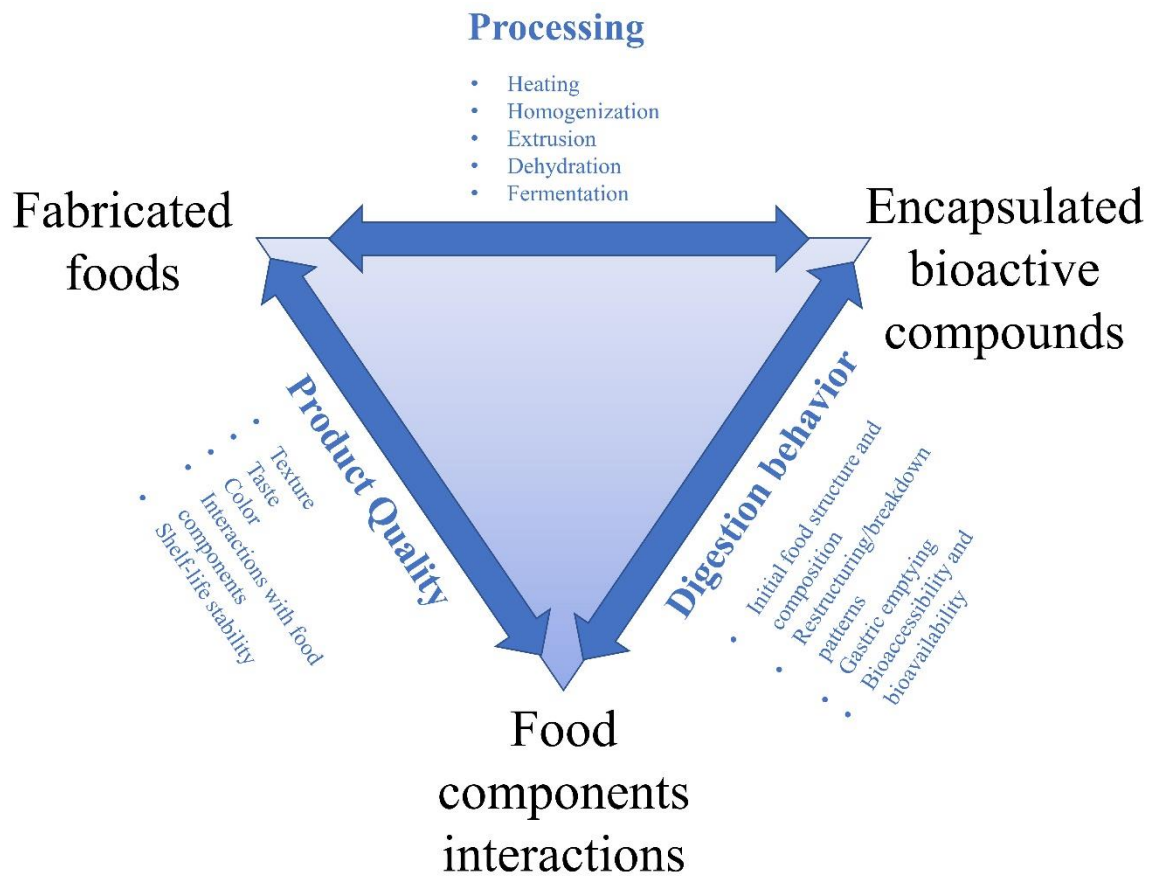 Processing
• Heating
• Homogenization
• Extrusion
• Dehydration
• Fermentation
Fabricated
foods
Encapsulated
bioactive
compounds
Product Quality
• Texture
• Taste
• Color
• Interactions with food
components
• Shelf-life stability
Digestion behavior
• Initial food structure and
composition
• Restructuring/breakdown
patterns
• Gastric emptying
• Bioaccessibility and
bioavailability
Food
components
interactions